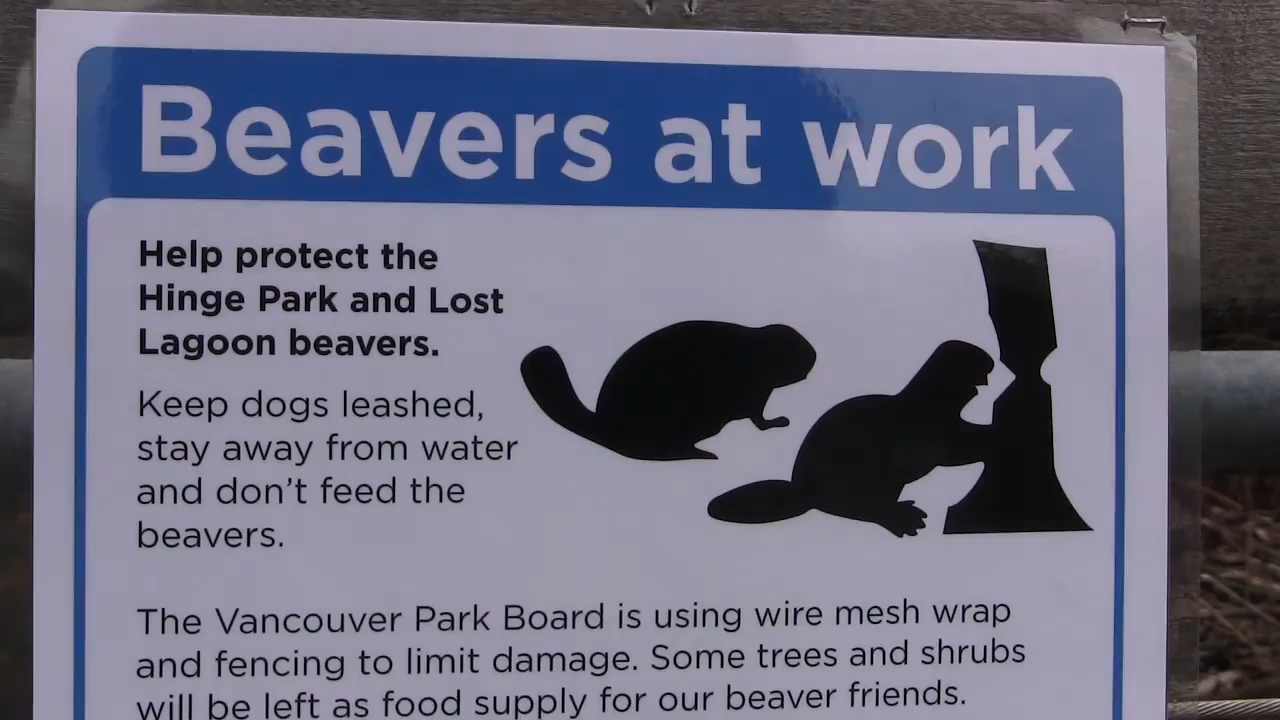 Beavers at work
Help protect the
Hinge Park and Lost
Lagoon beavers.
Keep dogs leashed,
stay away from water
and don't feed the
beavers.
The Vancouver Park Board is using wire mesh wrap
and fencing to limit damage. Some trees and shrubs
will be left as food supply for our beaver friends.